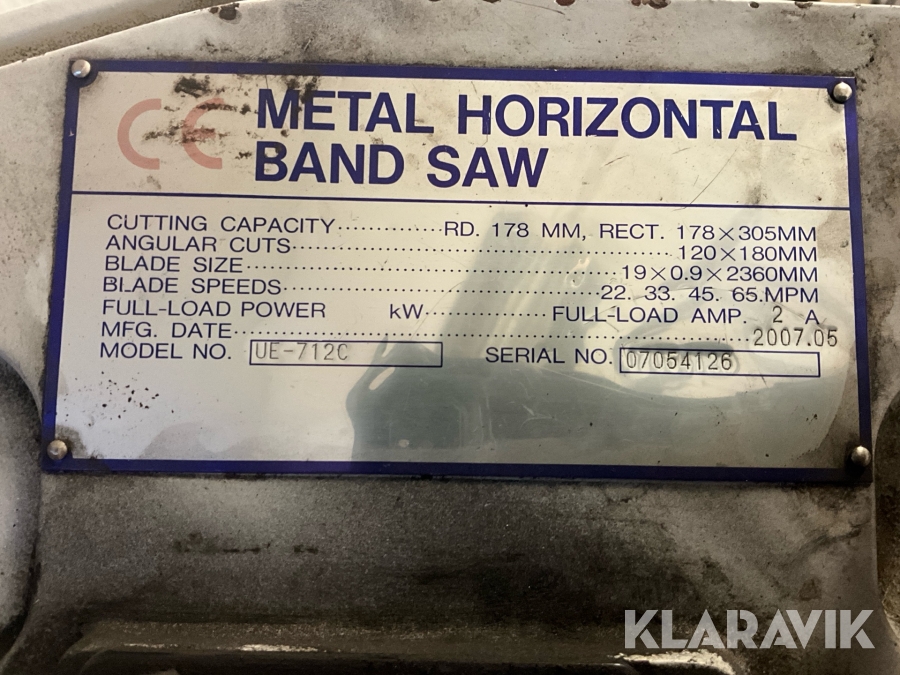 CE METAL HORIZONTAL
BAND SAW
CUTTING CAPACITY··············RD. 178 MM, RECT. 178×305MM
ANGULAR CUTS··················120×180MM
BLADE SIZE··················19×0.9×2360MM
BLADE SPEEDS··················22. 33. 45. 65.MPM
FULL-LOAD POWER kW··············FULL-LOAD AMP. 2 A
MFG. DATE··················2007.05
MODEL NO. UE-712C SERIAL NO. 07054126
KLARAVIK